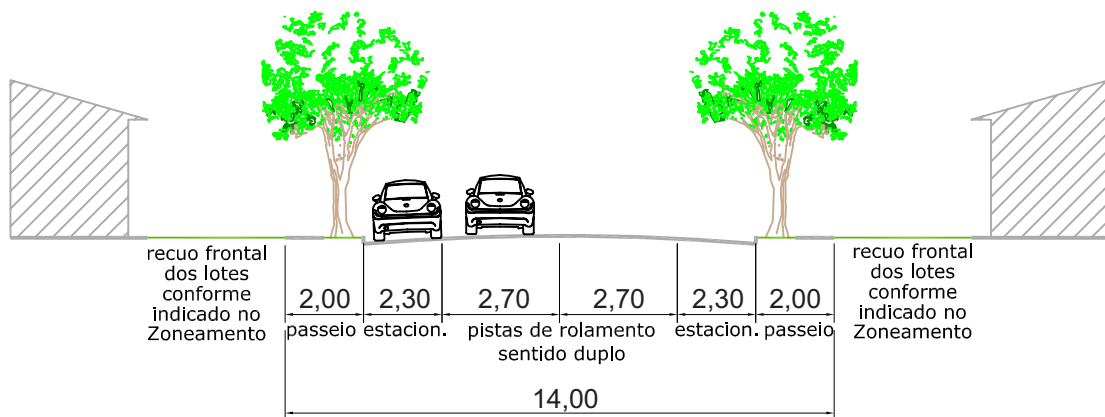 recuo frontal
dos lotes
conforme
indicado no
Zoneamento
recuo frontal
dos lotes
conforme
indicado no
Zoneamento
2,00 2,30 2,70 2,70 2,30 2,00
passeio estacion. pistas de rolamento estacion. passeio
sentido duplo
14,00